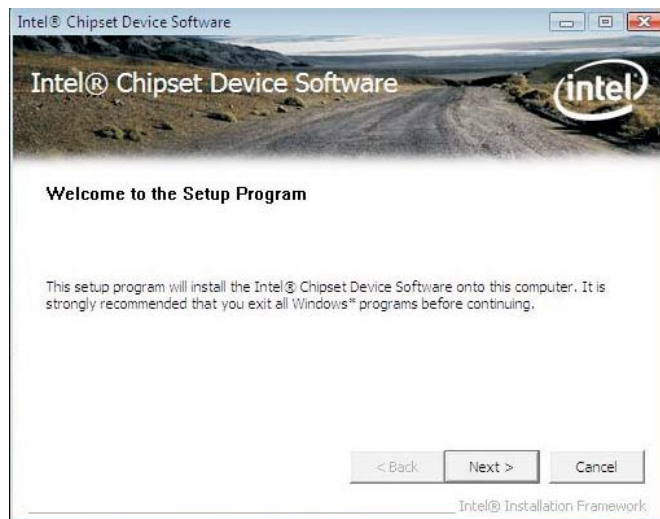 Intel® Chipset Device Software
Intel® Chipset Device Software
intel
Welcome to the Setup Program
This setup program will install the Intel® Chipset Device Software onto this computer. It is
strongly recommended that you exit all Windows* programs before continuing.
< Back
Next >
Cancel
Intel® Installation Framework